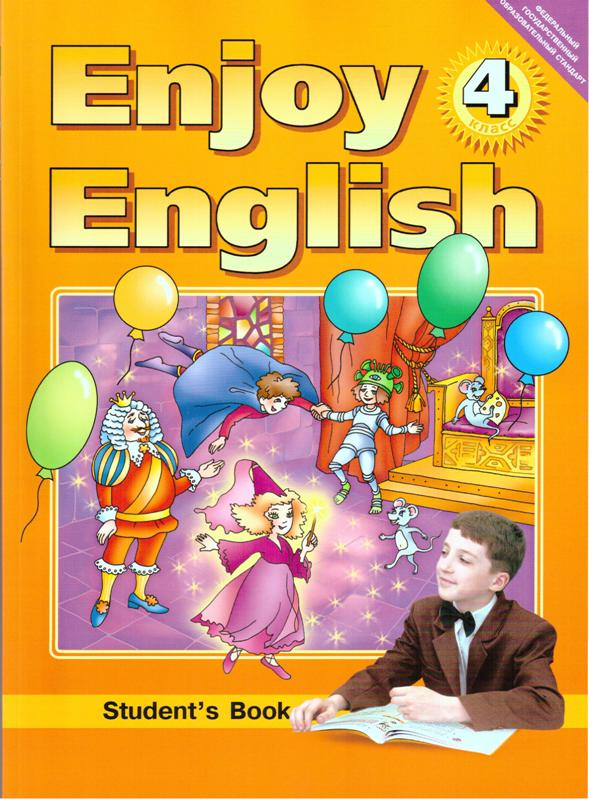 ФЕДЕРАЛЬНЫЙ
ГОСУДАРСТВЕННЫЙ
ОБРАЗОВАТЕЛЬНЫЙ СТАНДАРТ
Enjoy
4
класс
English
Student's Book